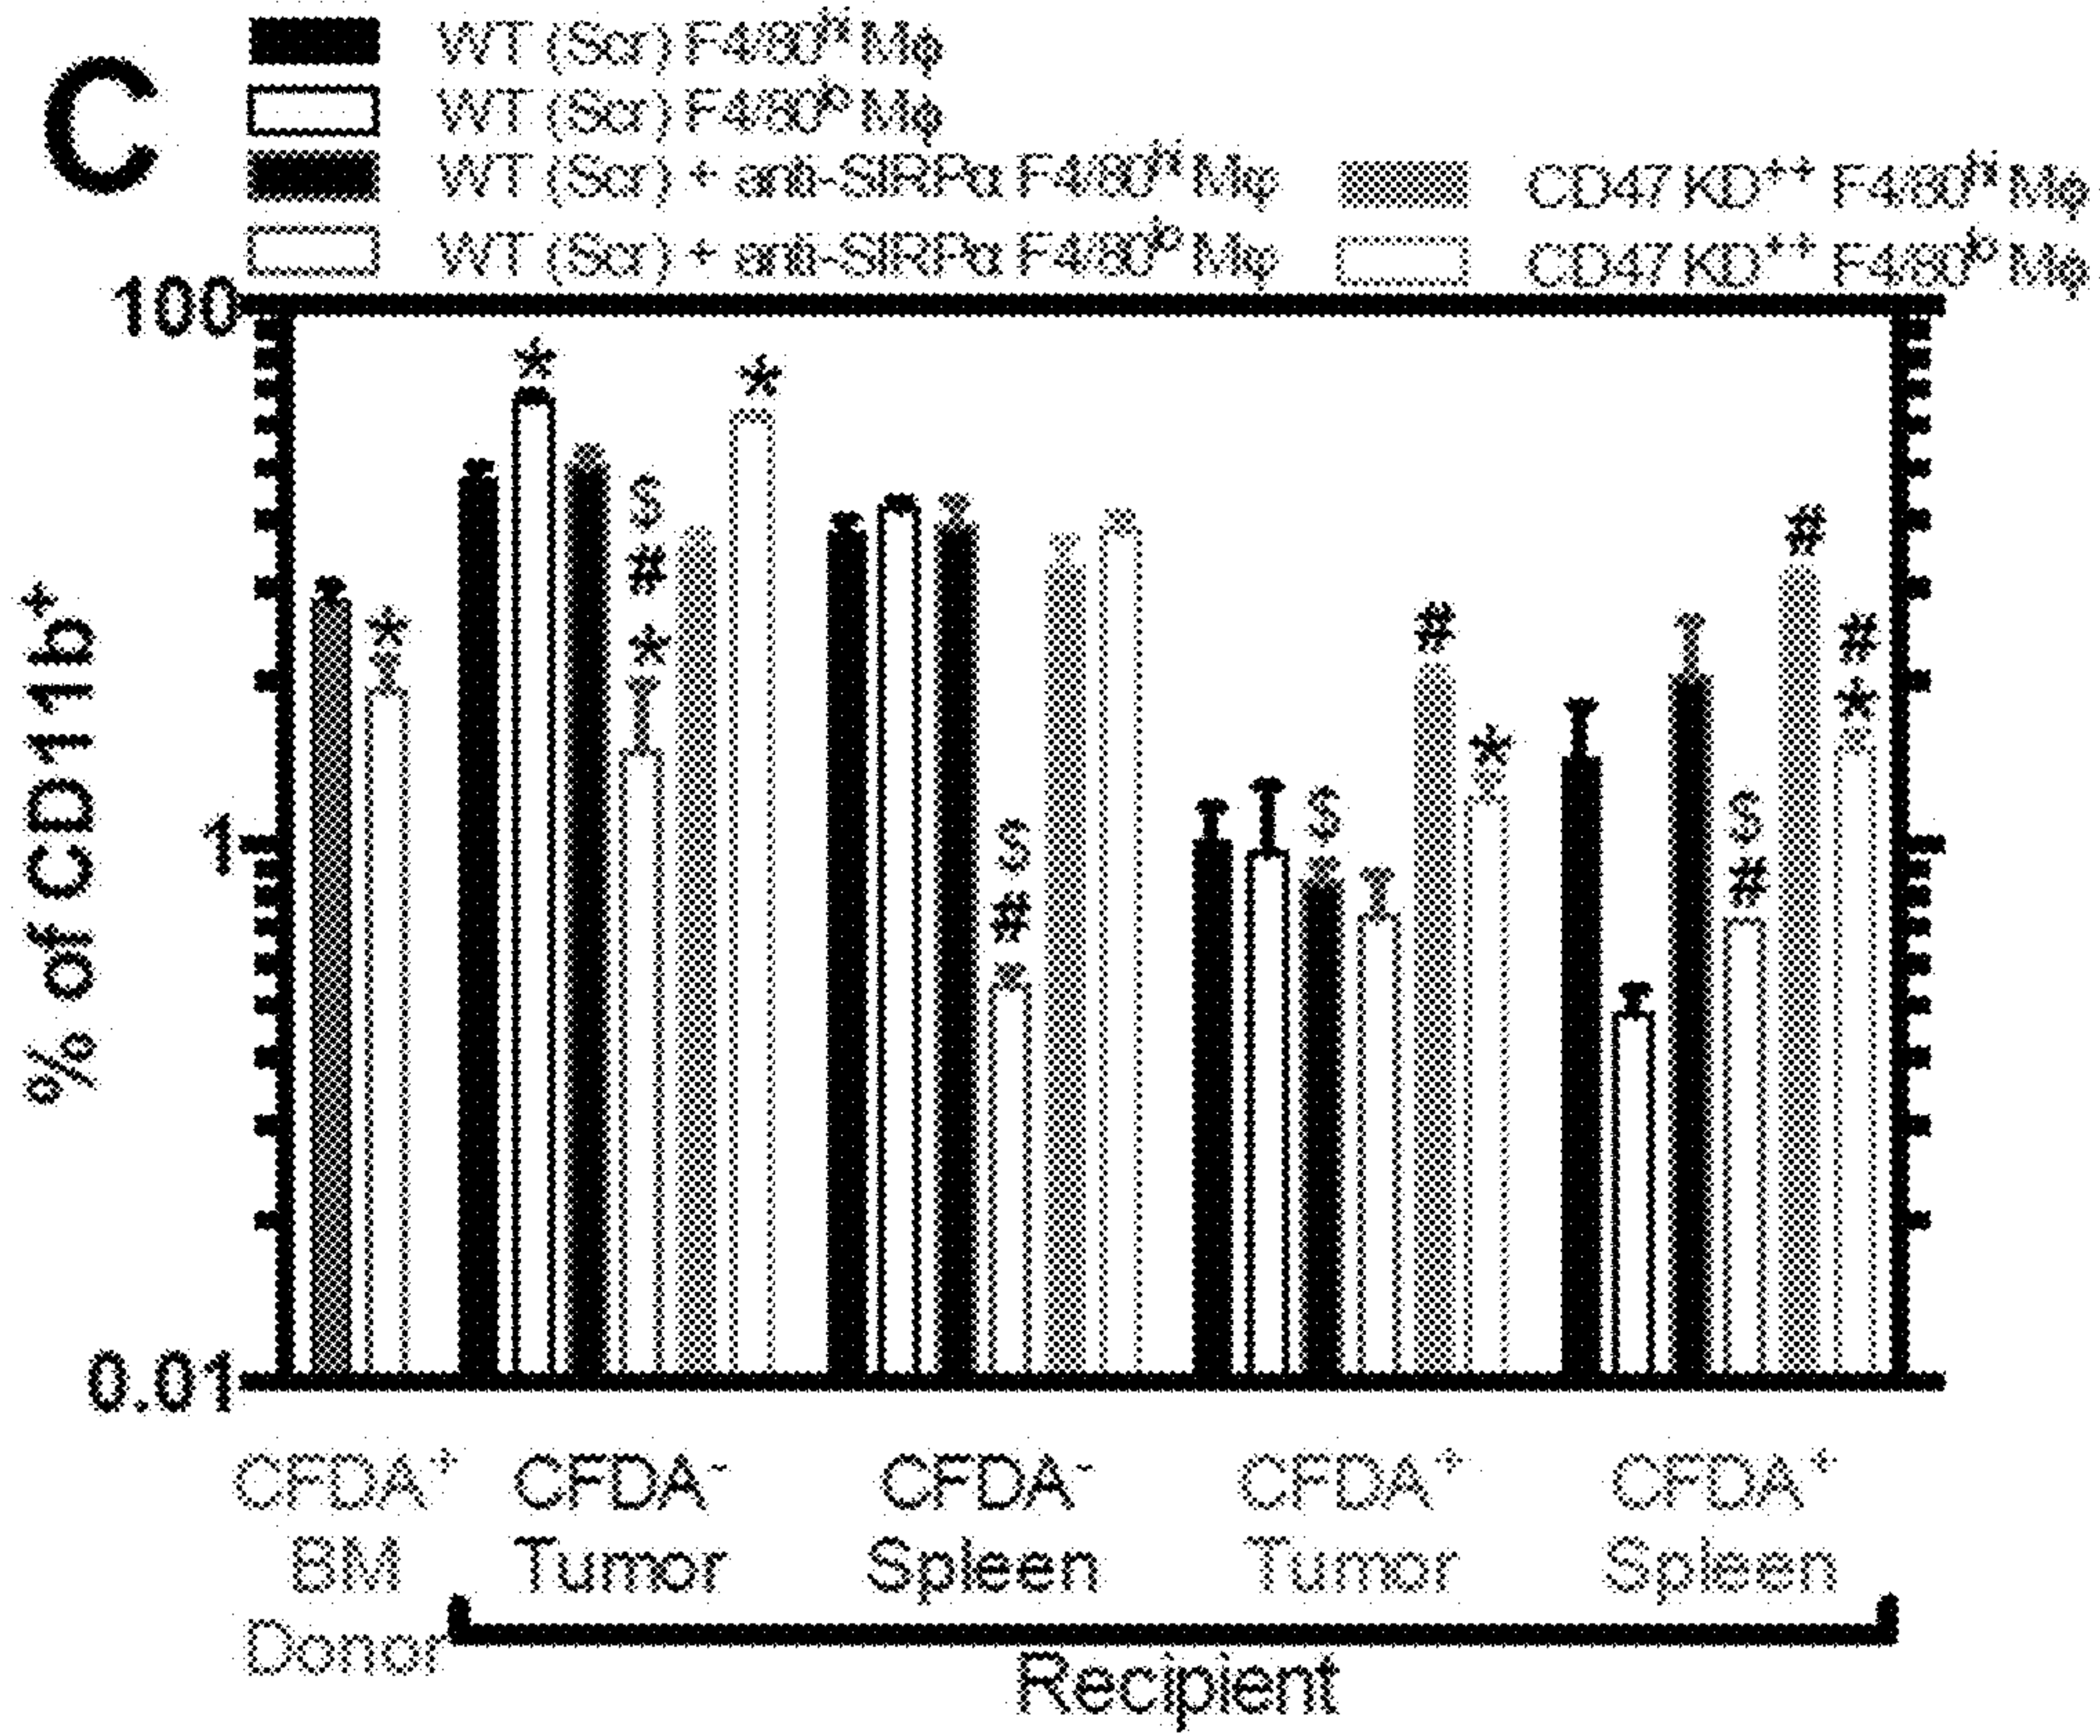 C
WT (Scr) F4/80ʰⁱ Mφ
WT (Scr) F4/80ˡᵒ Mφ
WT (Scr) + anti-SIRPα F4/80ʰⁱ Mφ
WT (Scr) + anti-SIRPα F4/80ˡᵒ Mφ
CD47 KD⁺⁺ F4/80ʰⁱ Mφ
CD47 KD⁺⁺ F4/80ˡᵒ Mφ
% of CD11b⁺
100
1
0.01
*
*
$
#
*
*
$
#
$
#
*
$
#
#
#
*
CFDA⁺
BM
Donor
CFDA⁻
Tumor
CFDA⁻
Spleen
CFDA⁺
Tumor
CFDA⁺
Spleen
Recipient